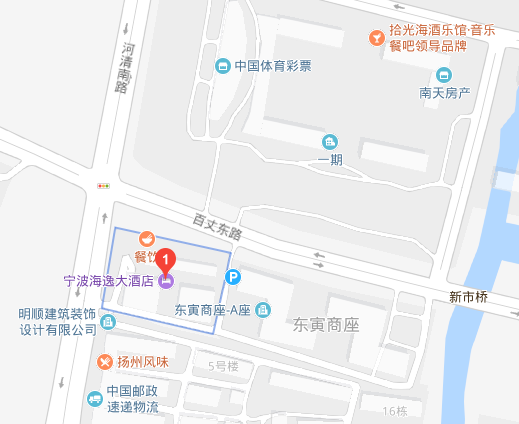 拾光海酒乐馆·音乐
餐吧领导品牌
河清南路
中国体育彩票
南天房产
一期
百丈东路
餐饮
1
宁波海逸大酒店
P
新市桥
东寅商座-A座
明顺建筑装饰
设计有限公司
东寅商座
扬州风味
5号楼
中国邮政
速递物流
16栋